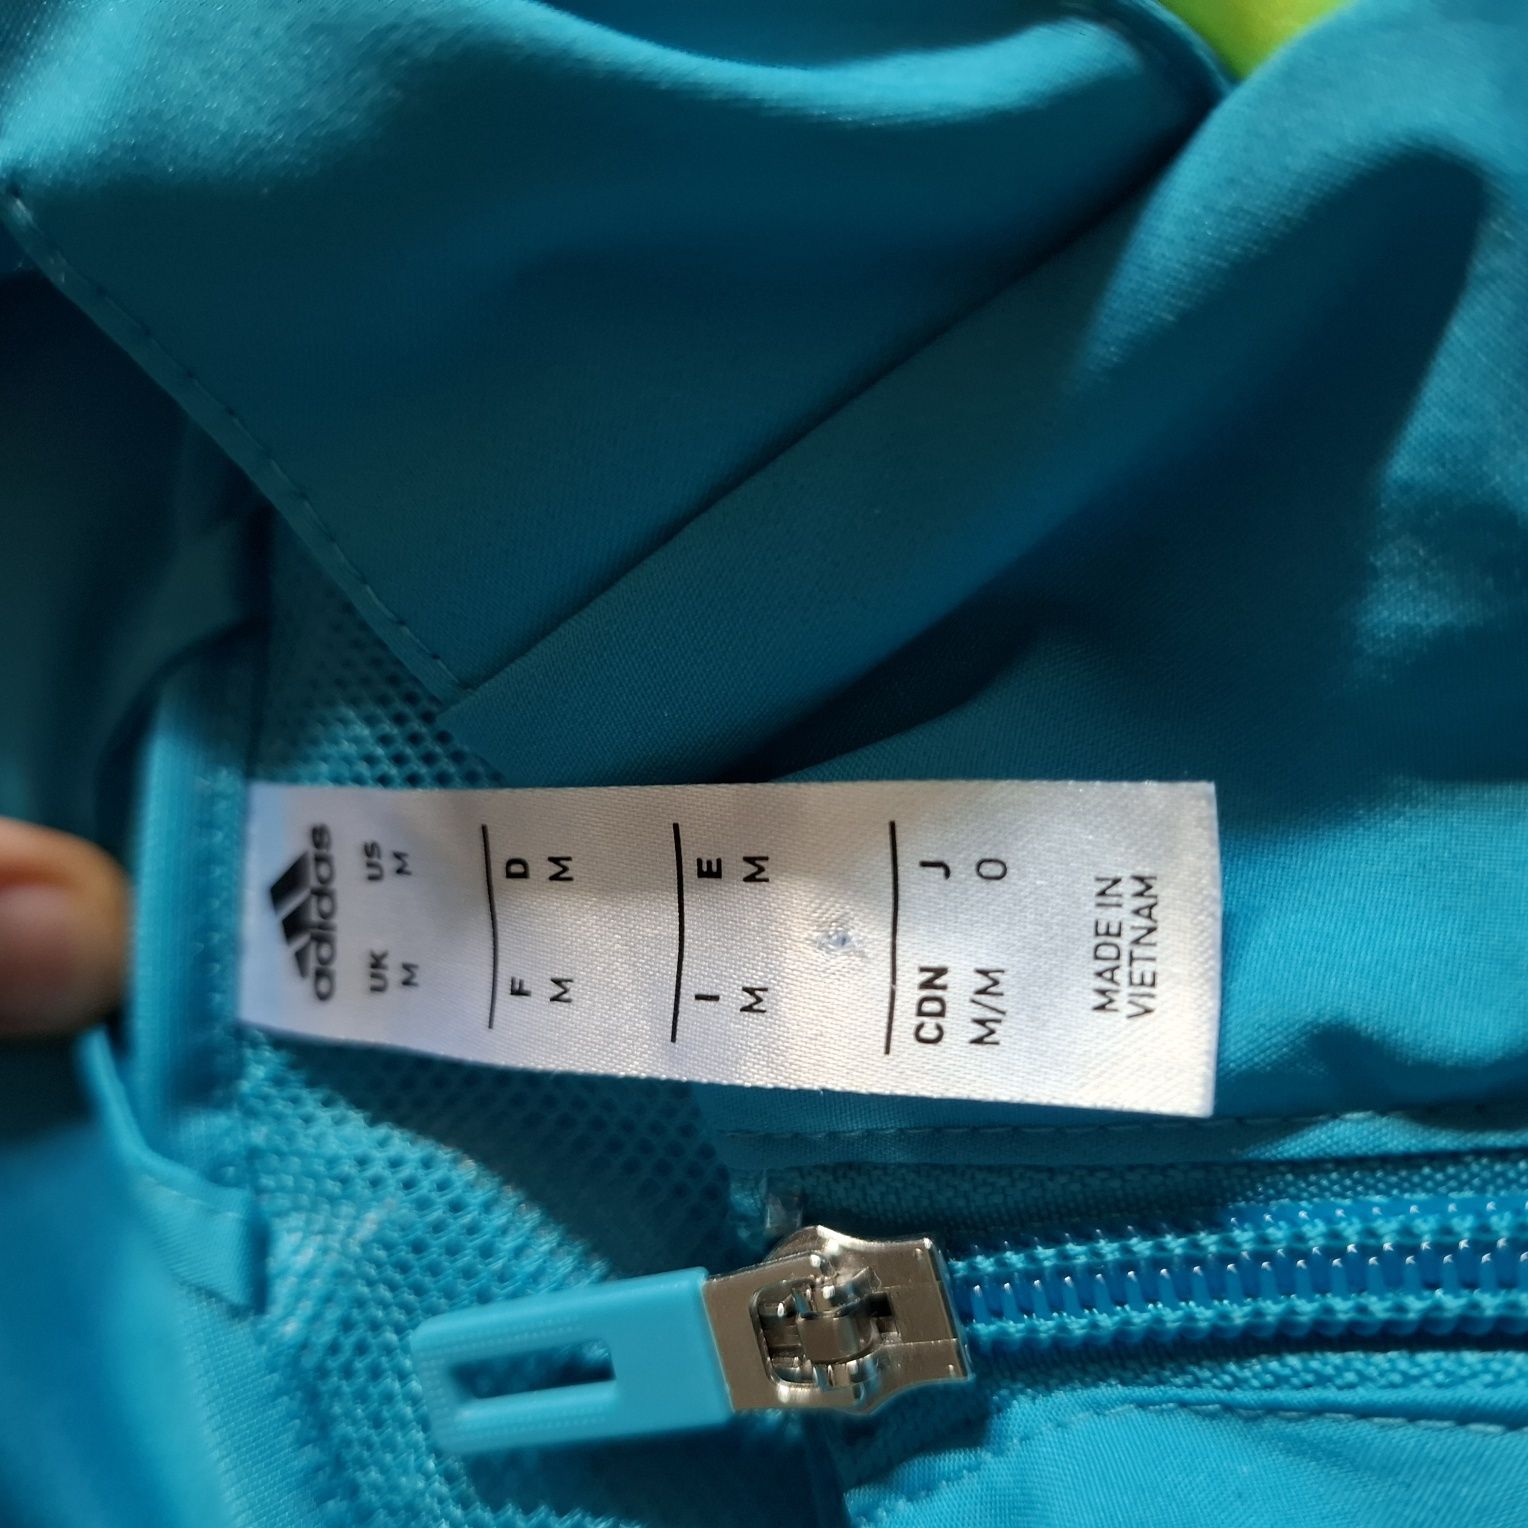 adidas
UK US
M M
F D
M M
I E
M M
CDN J
M/M O
MADE IN
VIETNAM